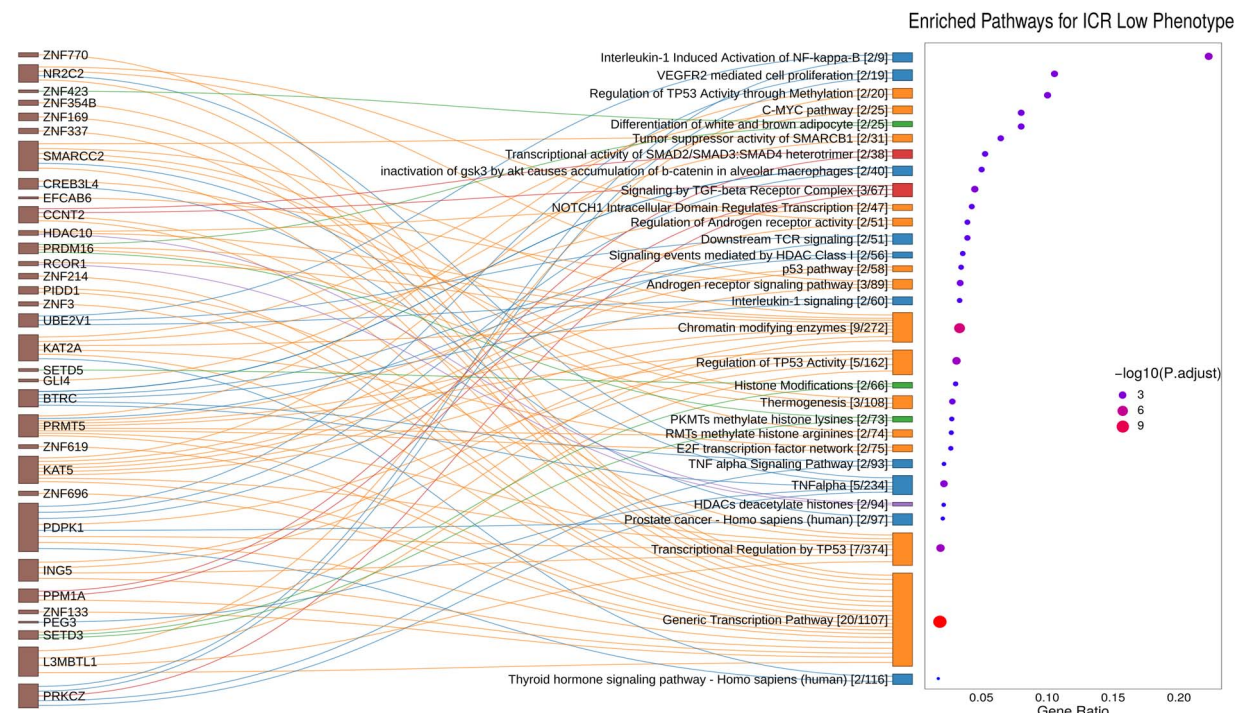 Enriched Pathways for ICR Low Phenotype
ZNF770
NR2C2
ZNF423
ZNF354B
ZNF169
ZNF337
SMARCC2
CREB3L4
EFCAB6
CCNT2
HDAC10
PRDM16
RCOR1
ZNF214
PIDD1
ZNF3
UBE2V1
KAT2A
SETD5
GLI4
BTRC
PRMT5
ZNF619
KAT5
ZNF696
PDPK1
ING5
PPM1A
ZNF133
PEG3
SETD3
L3MBTL1
PRKCZ
Interleukin-1 Induced Activation of NF-kappa-B [2/9]
VEGFR2 mediated cell proliferation [2/19]
Regulation of TP53 Activity through Methylation [2/20]
C-MYC pathway [2/25]
Differentiation of white and brown adipocyte [2/25]
Tumor suppressor activity of SMARCB1 [2/31]
Transcriptional activity of SMAD2/SMAD3:SMAD4 heterotrimer [2/38]
inactivation of gsk3 by akt causes accumulation of b-catenin in alveolar macrophages [2/40]
Signaling by TGF-beta Receptor Complex [3/67]
NOTCH1 Intracellular Domain Regulates Transcription [2/47]
Regulation of Androgen receptor activity [2/51]
Downstream TCR signaling [2/51]
Signaling events mediated by HDAC Class I [2/56]
p53 pathway [2/58]
Androgen receptor signaling pathway [3/89]
Interleukin-1 signaling [2/60]
Chromatin modifying enzymes [9/272]
Regulation of TP53 Activity [5/162]
Histone Modifications [2/66]
Thermogenesis [3/108]
PKMTs methylate histone lysines [2/73]
RMTs methylate histone arginines [2/74]
E2F transcription factor network [2/75]
TNF alpha Signaling Pathway [2/93]
TNFalpha [5/234]
HDACs deacetylate histones [2/94]
Prostate cancer - Homo sapiens (human) [2/97]
Transcriptional Regulation by TP53 [7/374]
Generic Transcription Pathway [20/1107]
Thyroid hormone signaling pathway - Homo sapiens (human) [2/116]
−log10(P.adjust)
3
6
9
0.05 0.10 0.15 0.20
Gene Ratio